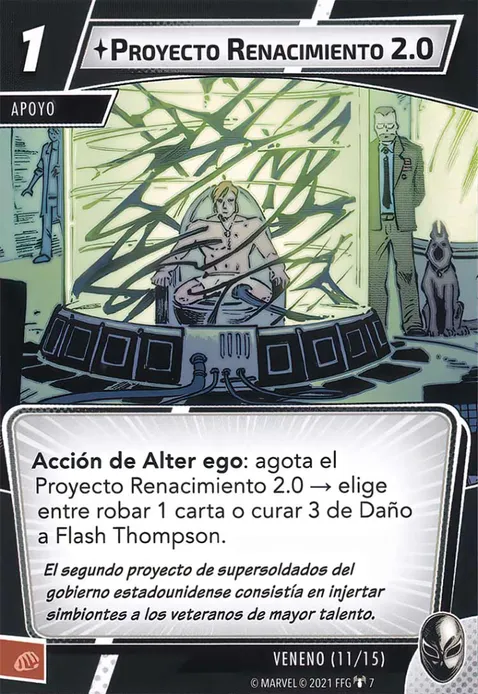 1
PROYECTO RENACIMIENTO 2.0
APOYO
Acción de Alter ego: agota el
Proyecto Renacimiento 2.0 → elige
entre robar 1 carta o curar 3 de Daño
a Flash Thompson.
El segundo proyecto de supersoldados del
gobierno estadounidense consistía en injertar
simbiontes a los veteranos de mayor talento.
VENENO (11/15)
© MARVEL © 2021 FFG 7